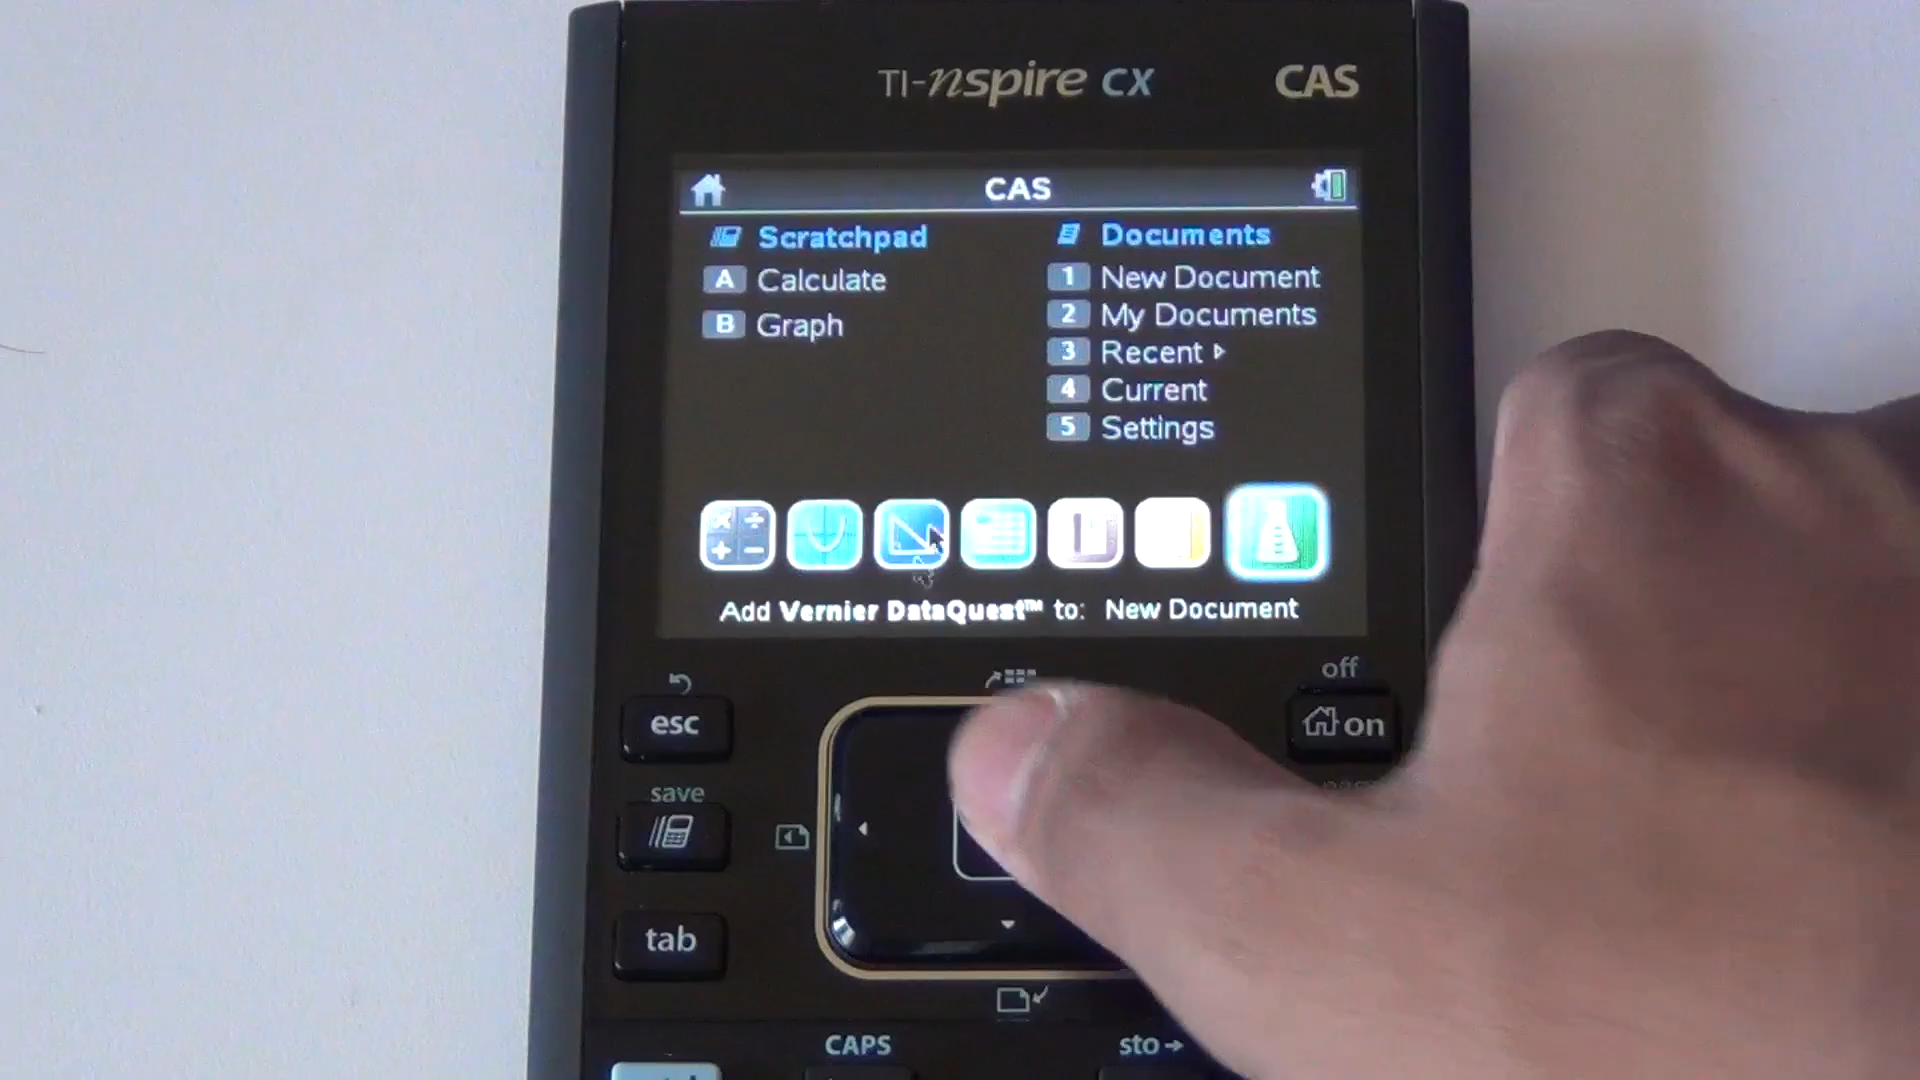 TI-nspire CX CAS
CAS
Scratchpad
A Calculate
B Graph
Documents
1 New Document
2 My Documents
3 Recent
4 Current
5 Settings
Add Vernier DataQuest™ to: New Document
off
esc
on
save
tab
CAPS
sto